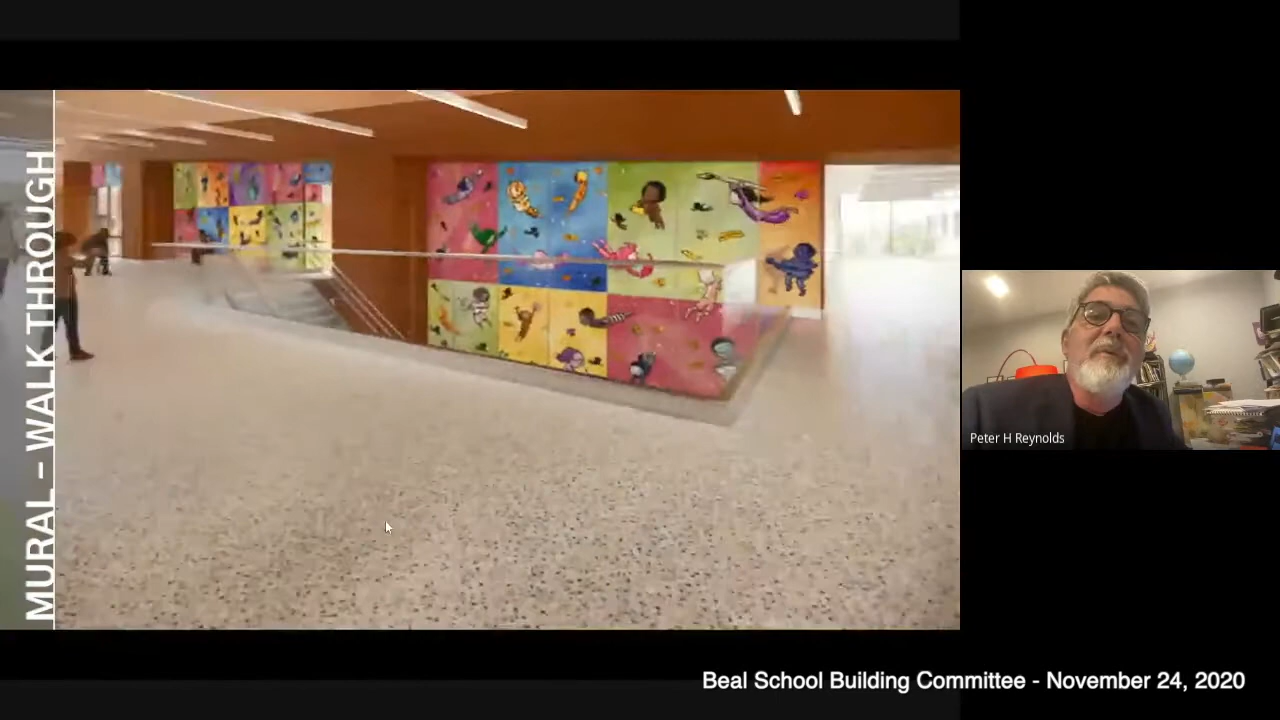 MURAL – WALK THROUGH
Peter H Reynolds
Beal School Building Committee - November 24, 2020